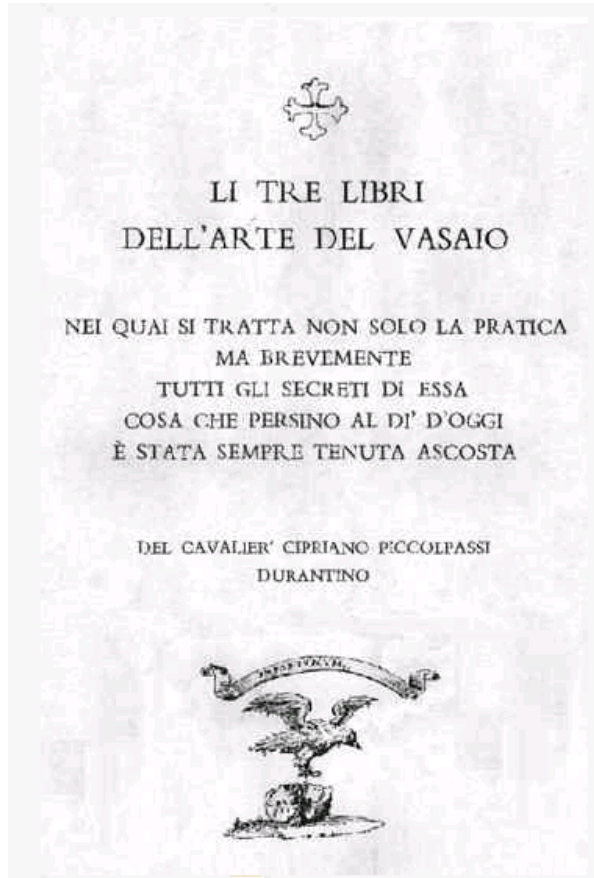 LI TRE LIBRI
DELL'ARTE DEL VASAIO
NEI QUAI SI TRATTA NON SOLO LA PRATICA
MA BREVEMENTE
TUTTI GLI SECRETI DI ESSA
COSA CHE PERSINO AL DI' D'OGGI
È STATA SEMPRE TENUTA ASCOSTA
DEL CAVALIER' CIPRIANO PICCOLPASSI
DURANTINO